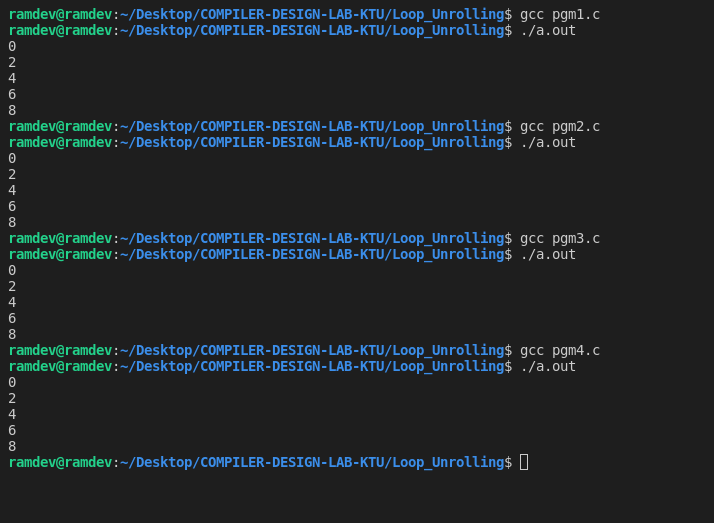 ramdev@ramdev:~/Desktop/COMPILER-DESIGN-LAB-KTU/Loop_Unrolling$ gcc pgm1.c
ramdev@ramdev:~/Desktop/COMPILER-DESIGN-LAB-KTU/Loop_Unrolling$ ./a.out
0
2
4
6
8
ramdev@ramdev:~/Desktop/COMPILER-DESIGN-LAB-KTU/Loop_Unrolling$ gcc pgm2.c
ramdev@ramdev:~/Desktop/COMPILER-DESIGN-LAB-KTU/Loop_Unrolling$ ./a.out
0
2
4
6
8
ramdev@ramdev:~/Desktop/COMPILER-DESIGN-LAB-KTU/Loop_Unrolling$ gcc pgm3.c
ramdev@ramdev:~/Desktop/COMPILER-DESIGN-LAB-KTU/Loop_Unrolling$ ./a.out
0
2
4
6
8
ramdev@ramdev:~/Desktop/COMPILER-DESIGN-LAB-KTU/Loop_Unrolling$ gcc pgm4.c
ramdev@ramdev:~/Desktop/COMPILER-DESIGN-LAB-KTU/Loop_Unrolling$ ./a.out
0
2
4
6
8
ramdev@ramdev:~/Desktop/COMPILER-DESIGN-LAB-KTU/Loop_Unrolling$